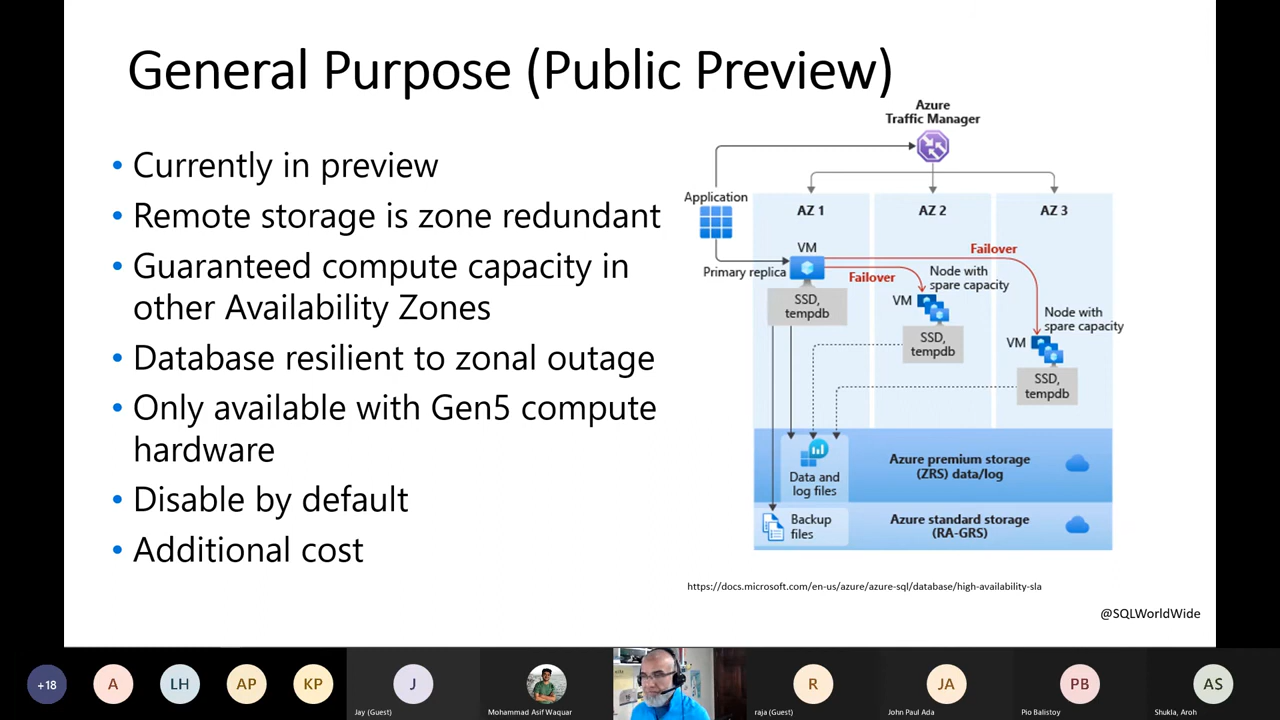 General Purpose (Public Preview)
• Currently in preview
• Remote storage is zone redundant
• Guaranteed compute capacity in
other Availability Zones
• Database resilient to zonal outage
• Only available with Gen5 compute
hardware
• Disable by default
• Additional cost
Azure
Traffic Manager
Application
AZ 1
AZ 2
AZ 3
VM
Primary replica
Failover
Failover
SSD,
tempdb
VM
Node with
spare capacity
SSD,
tempdb
VM
Node with
spare capacity
SSD,
tempdb
Data and
log files
Azure premium storage
(ZRS) data/log
Backup
files
Azure standard storage
(RA-GRS)
https://docs.microsoft.com/en-us/azure/azure-sql/database/high-availability-sla
@SQLWorldWide
+18
A
LH
AP
KP
J
Jay (Guest)
Mohammad Asif Waquar
R
raja (Guest)
JA
John Paul Ada
PB
Pio Balistoy
AS
Shukla, Aroh